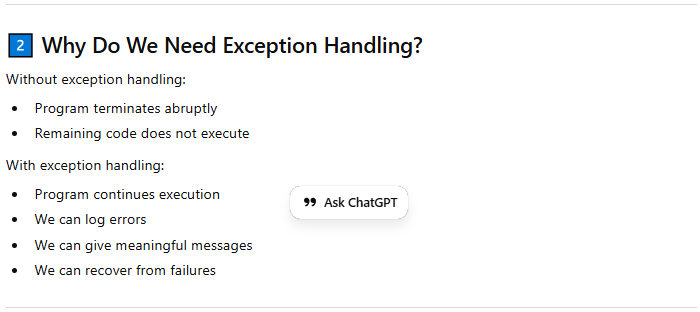 2 Why Do We Need Exception Handling?
Without exception handling:
• Program terminates abruptly
• Remaining code does not execute
With exception handling:
• Program continues execution
Ask ChatGPT
• We can log errors
• We can give meaningful messages
• We can recover from failures